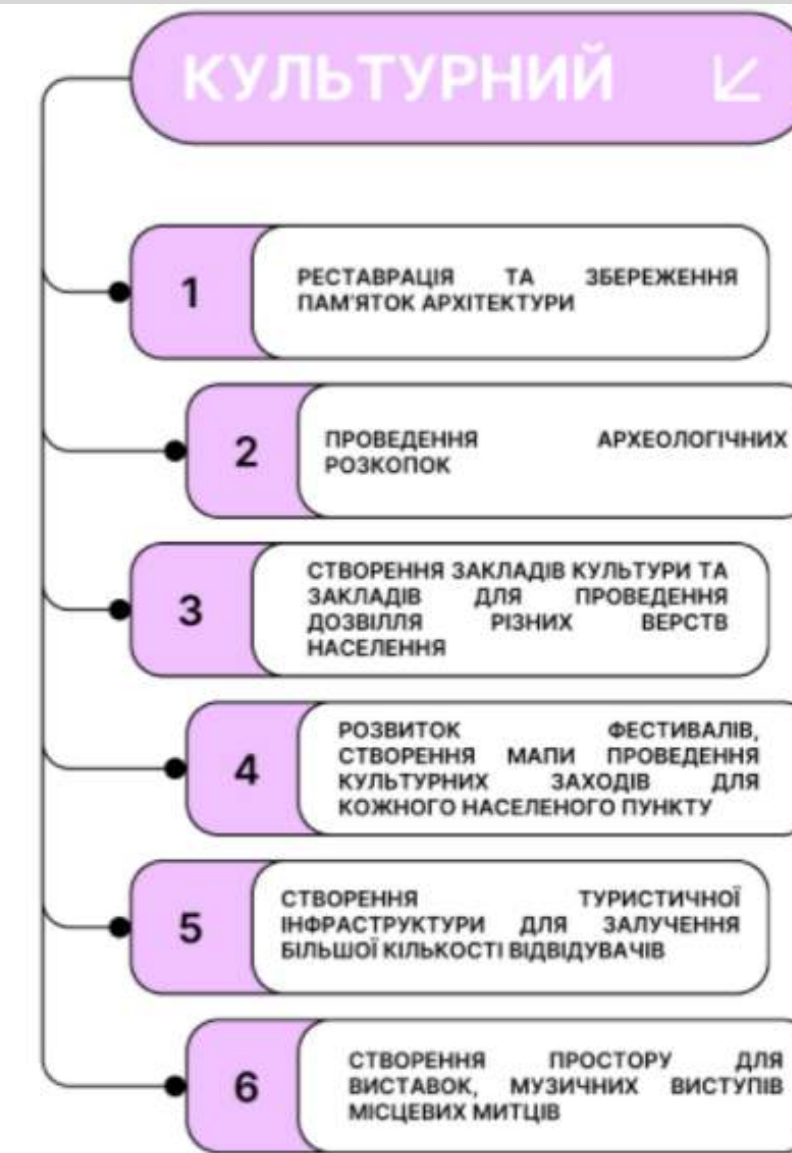 КУЛЬТУРНИЙ
1
РЕСТАВРАЦІЯ ТА ЗБЕРЕЖЕННЯ
ПАМ'ЯТОК АРХІТЕКТУРИ
2
ПРОВЕДЕННЯ АРХЕОЛОГІЧНИХ
РОЗКОПОК
3
СТВОРЕННЯ ЗАКЛАДІВ КУЛЬТУРИ ТА
ЗАКЛАДІВ ДЛЯ ПРОВЕДЕННЯ
ДОЗВІЛЛЯ РІЗНИХ ВЕРСТВ
НАСЕЛЕННЯ
4
РОЗВИТОК ФЕСТИВАЛІВ,
СТВОРЕННЯ МАПИ ПРОВЕДЕННЯ
КУЛЬТУРНИХ ЗАХОДІВ ДЛЯ
КОЖНОГО НАСЕЛЕНОГО ПУНКТУ
5
СТВОРЕННЯ ТУРИСТИЧНОЇ
ІНФРАСТРУКТУРИ ДЛЯ ЗАЛУЧЕННЯ
БІЛЬШОЇ КІЛЬКОСТІ ВІДВІДУВАЧІВ
6
СТВОРЕННЯ ПРОСТОРУ ДЛЯ
ВИСТАВОК, МУЗИЧНИХ ВИСТУПІВ
МІСЦЕВИХ МИТЦІВ